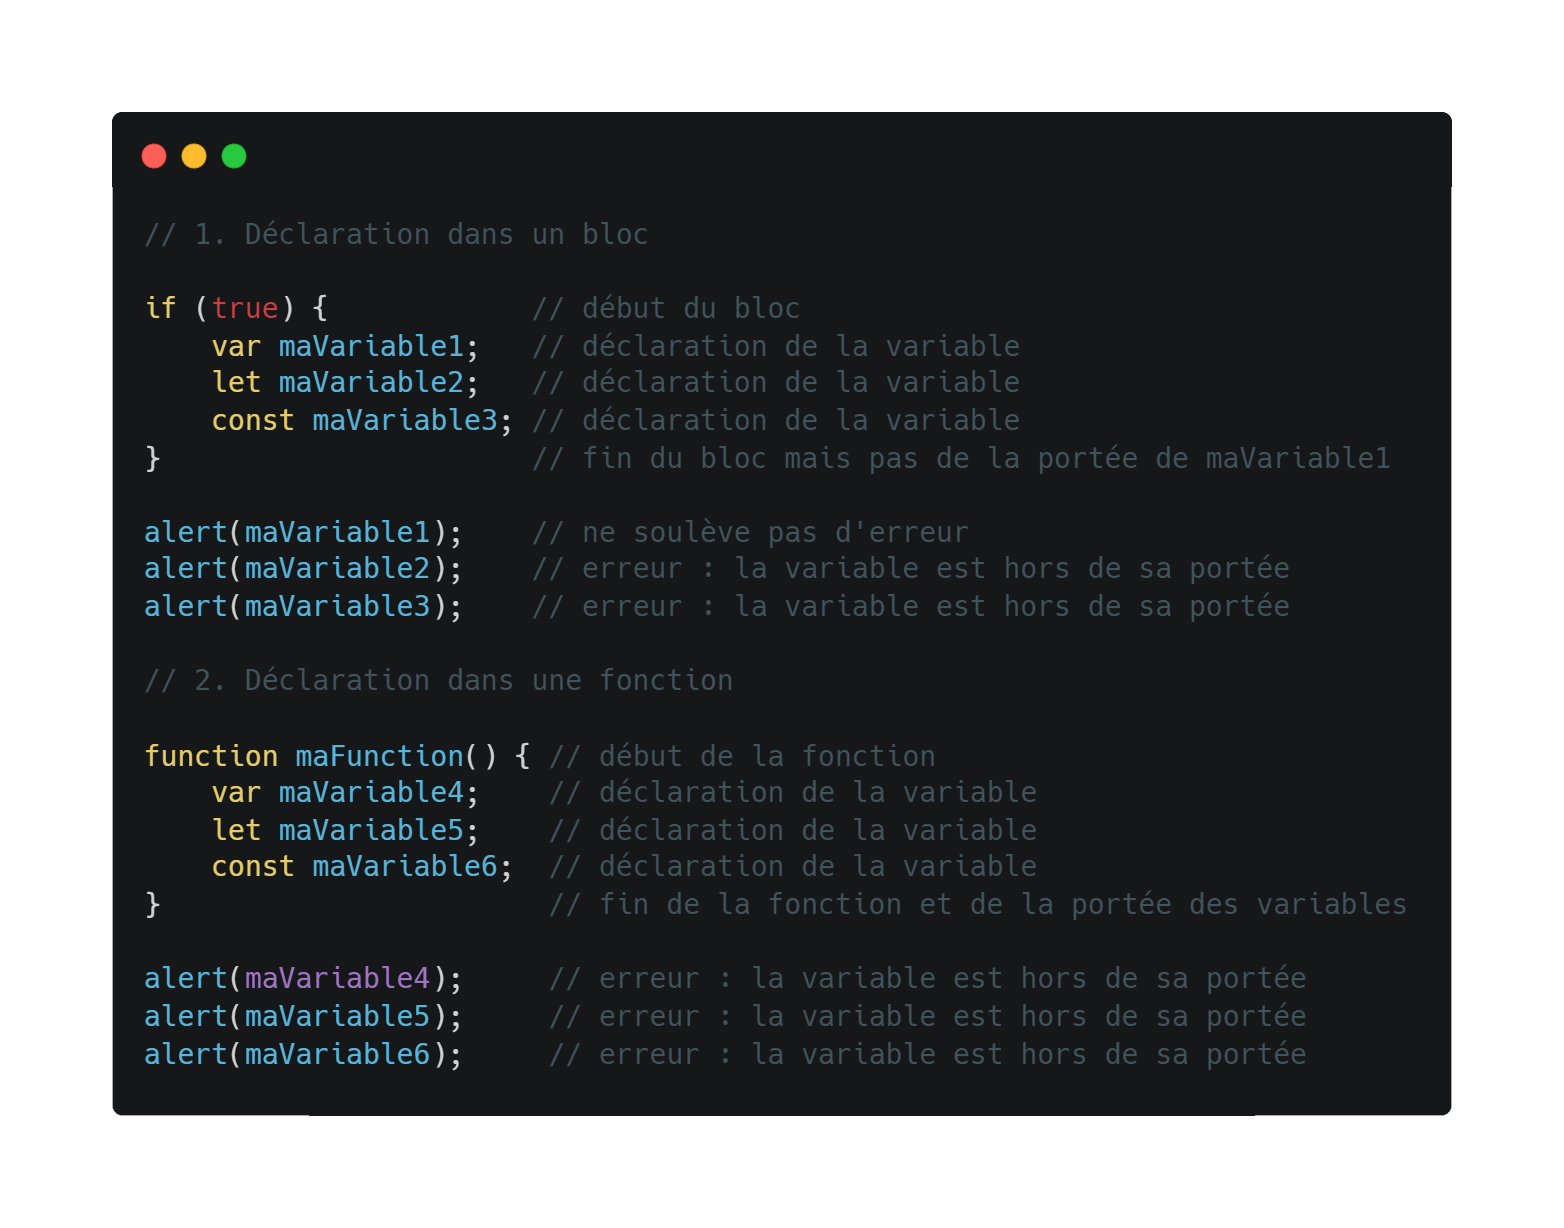 // 1. Déclaration dans un bloc
if (true) { // début du bloc
var maVariable1; // déclaration de la variable
let maVariable2; // déclaration de la variable
const maVariable3; // déclaration de la variable
} // fin du bloc mais pas de la portée de maVariable1
alert(maVariable1); // ne soulève pas d'erreur
alert(maVariable2); // erreur : la variable est hors de sa portée
alert(maVariable3); // erreur : la variable est hors de sa portée
// 2. Déclaration dans une fonction
function maFunction() { // début de la fonction
var maVariable4; // déclaration de la variable
let maVariable5; // déclaration de la variable
const maVariable6; // déclaration de la variable
} // fin de la fonction et de la portée des variables
alert(maVariable4); // erreur : la variable est hors de sa portée
alert(maVariable5); // erreur : la variable est hors de sa portée
alert(maVariable6); // erreur : la variable est hors de sa portée